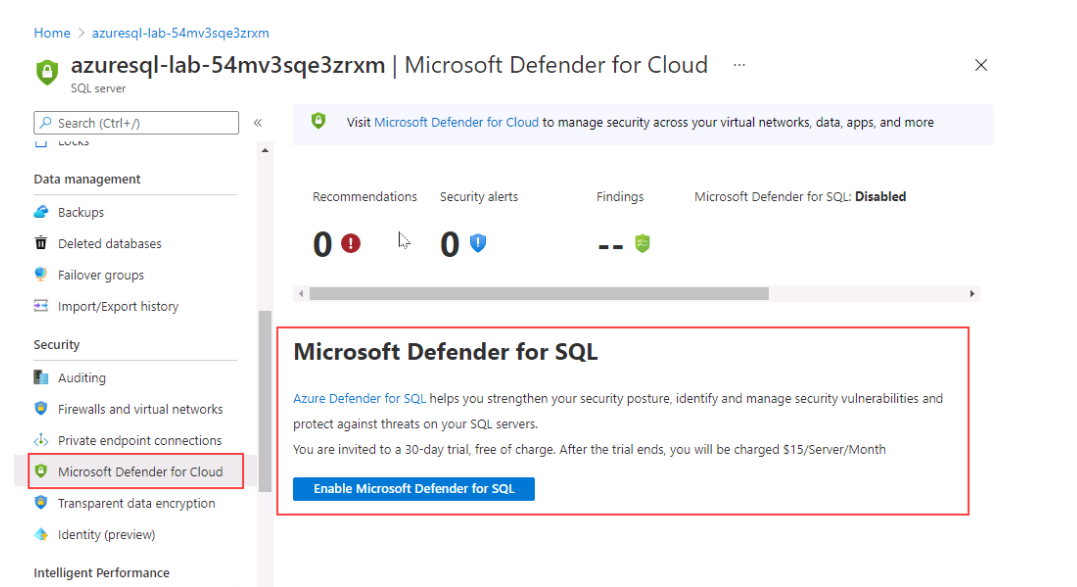 Home > azuresql-lab-54mv3sqe3zrxm
azuresql-lab-54mv3sqe3zrxm | Microsoft Defender for Cloud ...
SQL server
Search (Ctrl+/)
«
Visit Microsoft Defender for Cloud to manage security across your virtual networks, data, apps, and more
Locks
Data management
Backups
Deleted databases
Failover groups
Import/Export history
Security
Auditing
Firewalls and virtual networks
Private endpoint connections
Microsoft Defender for Cloud
Transparent data encryption
Identity (preview)
Intelligent Performance
Recommendations Security alerts Findings Microsoft Defender for SQL: Disabled
0 0 --
Microsoft Defender for SQL
Azure Defender for SQL helps you strengthen your security posture, identify and manage security vulnerabilities and
protect against threats on your SQL servers.
You are invited to a 30-day trial, free of charge. After the trial ends, you will be charged $15/Server/Month
Enable Microsoft Defender for SQL